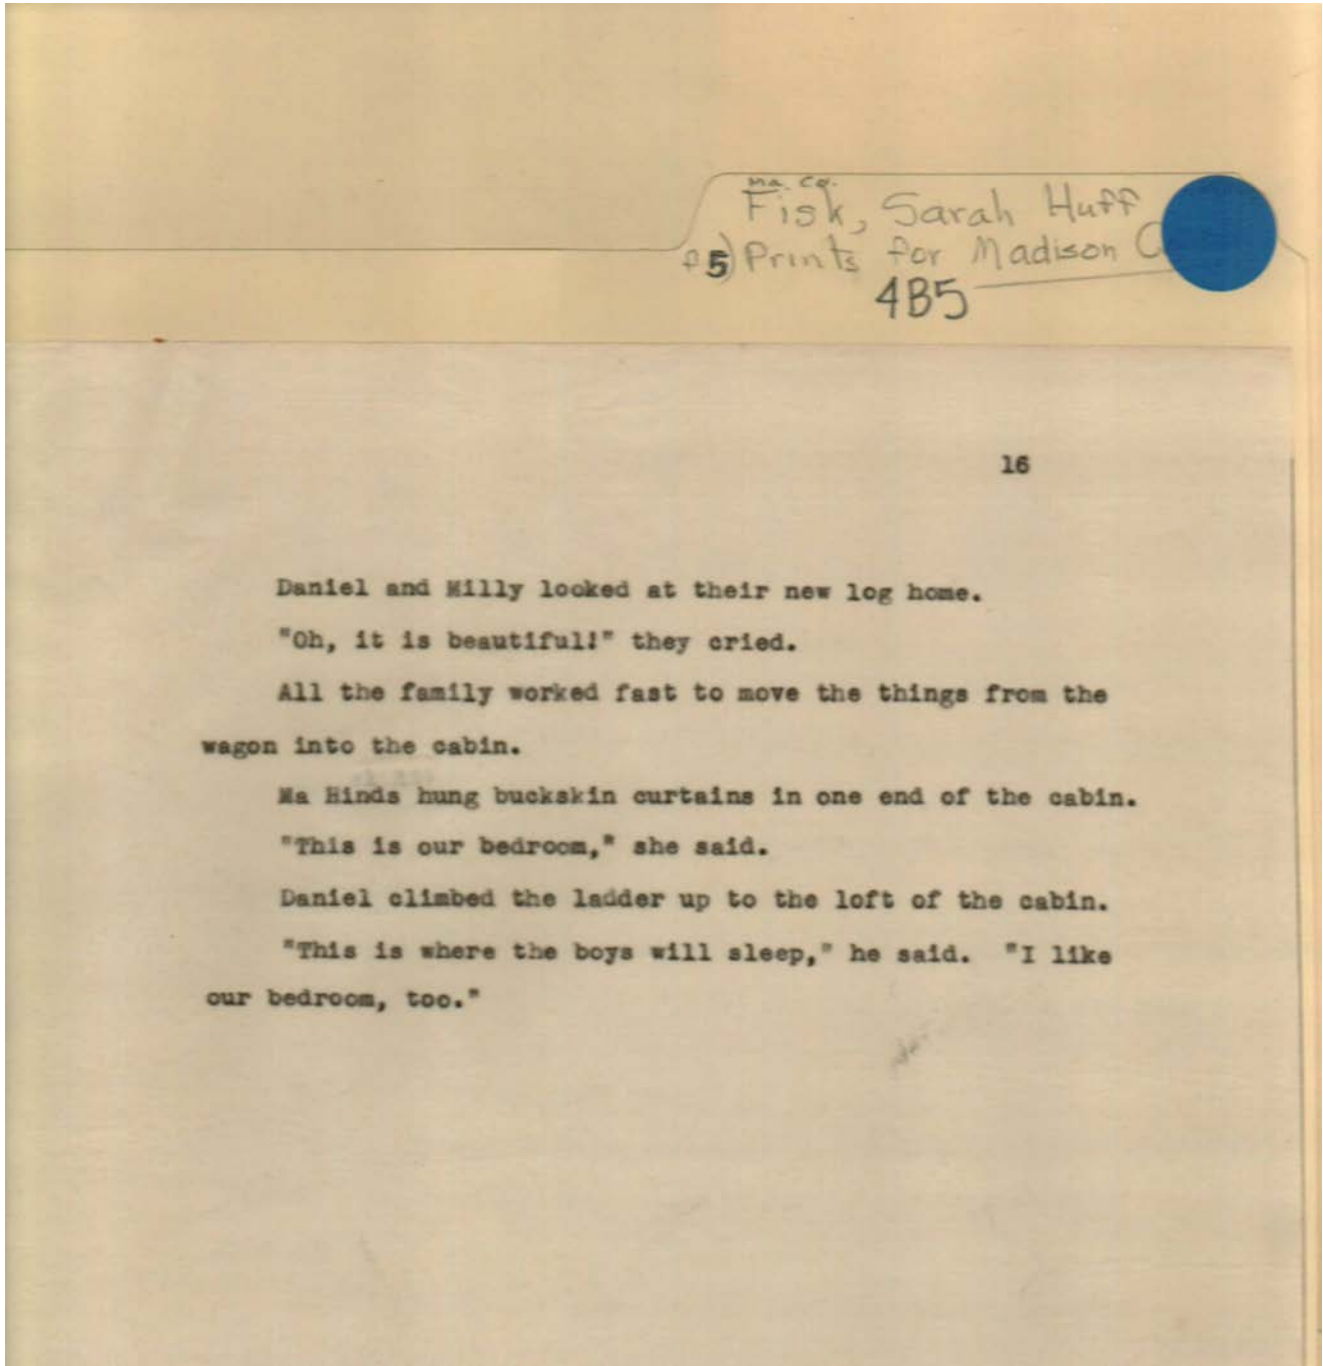 Ma. Co.
Fisk, Sarah Huff
5) Prints for Madison
4B5
16
Daniel and Milly looked at their new log home.
"Oh, it is beautiful!" they cried.
All the family worked fast to move the things from the
wagon into the cabin.
Ma Hinds hung buckskin curtains in one end of the cabin.
"This is our bedroom," she said.
Daniel climbed the ladder up to the loft of the cabin.
"This is where the boys will sleep," he said. "I like
our bedroom, too."